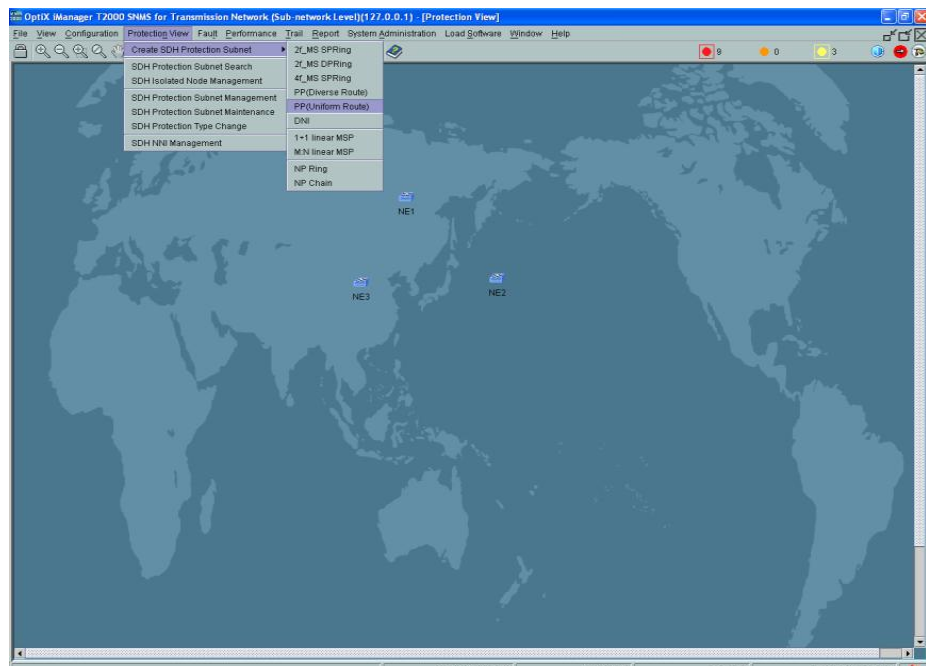 OptiX iManager T2000 SNMS for Transmission Network (Sub-network Level)(127.0.0.1) - [Protection View]
File View Configuration Protection View Fault Performance Trail Report System Administration Load Software Window Help
9 0 3
Create SDH Protection Subnet
SDH Protection Subnet Search
SDH Isolated Node Management
SDH Protection Subnet Management
SDH Protection Subnet Maintenance
SDH Protection Type Change
SDH NNI Management
2f_MS SPRing
2f_MS DPRing
4f_MS SPRing
PP(Diverse Route)
PP(Uniform Route)
DNI
1+1 linear MSP
M:N linear MSP
NP Ring
NP Chain
NE1
NE3
NE2